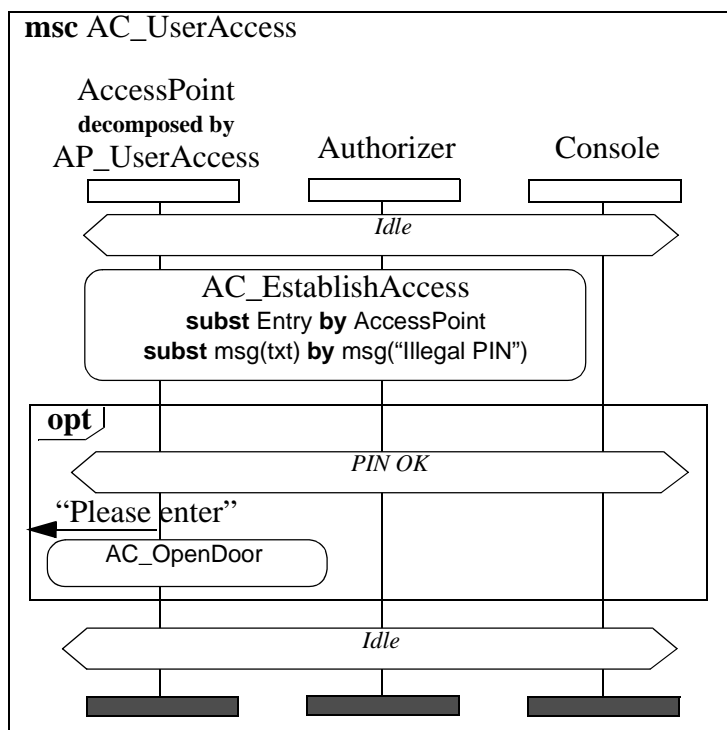 msc AC_UserAccess
AccessPoint
decomposed by
AP_UserAccess
Authorizer
Console
Idle
AC_EstablishAccess
subst Entry by AccessPoint
subst msg(txt) by msg(“Illegal PIN”)
opt
PIN OK
“Please enter”
AC_OpenDoor
Idle